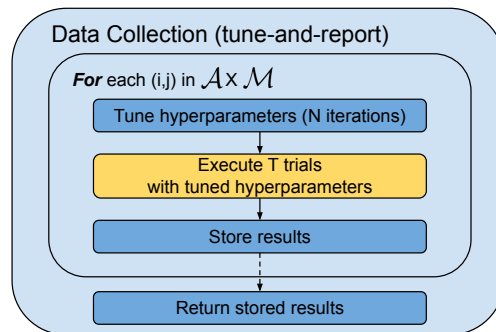 Data Collection (tune-and-report)
For each (i,j) in 𝒜 x ℳ
Tune hyperparameters (N iterations)
Execute T trials
with tuned hyperparameters
Store results
Return stored results